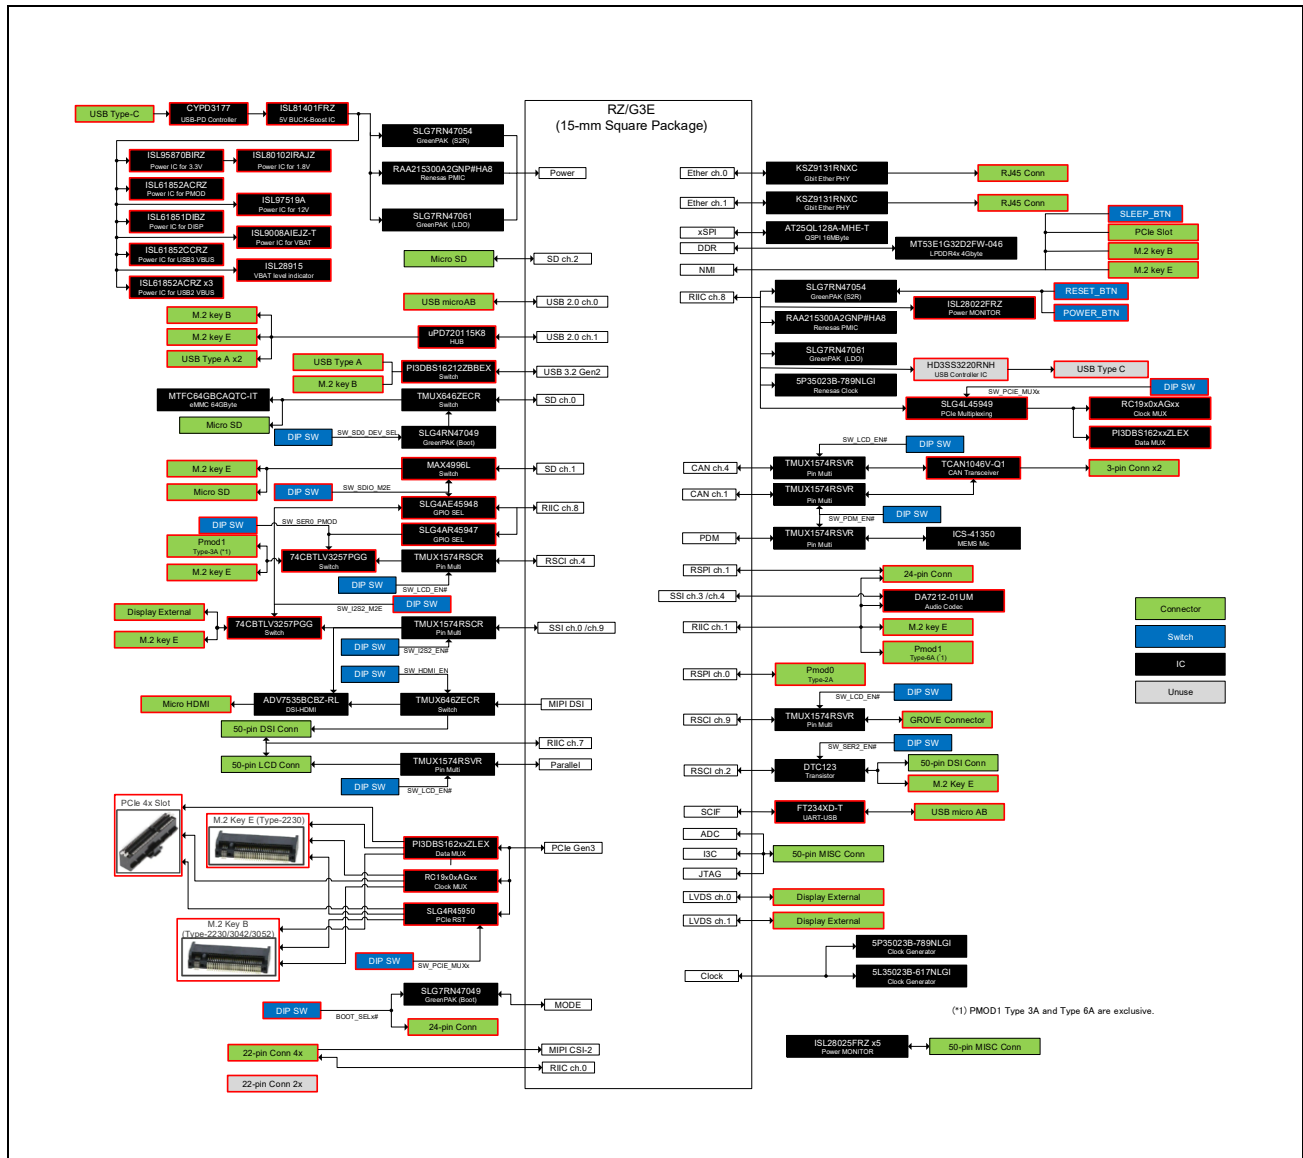 RZ/G3E
(15-mm Square Package)
USB Type-C
CYPD3177
USB-PD Controller
ISL81401FRZ
5V BUCK-Boost IC
SLG7RN47054
GreenPAK (S2R)
RAA215300A2GNP#HA8
Renesas PMIC
SLG7RN47061
GreenPAK (LDO)
Power
ISL95870BIRZ
Power IC for 3.3V
ISL80102IRAJZ
Power IC for 1.8V
ISL61852ACRZ
Power IC for PMOD
ISL97519A
Power IC for 12V
ISL61851DIBZ
Power IC for DISP
ISL9008AIEJZ-T
Power IC for VBAT
ISL61852CCRZ
Power IC for USB3 VBUS
ISL28915
VBAT level indicator
ISL61852ACRZ x3
Power IC for USB2 VBUS
Micro SD
SD ch.2
USB microAB
USB 2.0 ch.0
M.2 key B
M.2 key E
USB Type A x2
uPD720115K8
HUB
USB 2.0 ch.1
USB Type A
M.2 key B
PI3DBS16212ZBBEX
Switch
USB 3.2 Gen2
MTFC64GBCAQTC-IT
eMMC 64GByte
Micro SD
TMUX646ZECR
Switch
SD ch.0
DIP SW
SW_SD0_DEV_SEL
SLG4RN47049
GreenPAK (Boot)
M.2 key E
Micro SD
MAX4996L
Switch
SD ch.1
DIP SW
SW_SDIO_M2E
SLG4AE45948
GPIO SEL
RIIC ch.8
SLG4AR45947
GPIO SEL
DIP SW
SW_SER0_PMOD
Pmod1
Type-3A (*1)
M.2 key E
74CBTLV3257PGG
Switch
TMUX1574RSCR
Pin Multi
RSCI ch.4
DIP SW
SW_LCD_EN#
SW_I2S2_M2E
DIP SW
Display External
M.2 key E
74CBTLV3257PGG
Switch
TMUX1574RSCR
Pin Multi
SSI ch.0 /ch.9
DIP SW
SW_I2S2_EN#
DIP SW
SW_HDMI_EN
Micro HDMI
ADV7535BCBZ-RL
DSI-HDMI
TMUX646ZECR
Switch
MIPI DSI
50-pin DSI Conn
RIIC ch.7
50-pin LCD Conn
TMUX1574RSVR
Pin Multi
Parallel
DIP SW
SW_LCD_EN#
PCIe 4x Slot
M.2 Key E (Type-2230)
PI3DBS162xxZLEX
Data MUX
PCIe Gen3
RC19x0xAGxx
Clock MUX
SLG4R45950
PCIe RST
M.2 Key B
(Type-2230/3042/3052)
DIP SW
SW_PCIE_MUXx
DIP SW
BOOT_SELx#
SLG7RN47049
GreenPAK (Boot)
MODE
24-pin Conn
22-pin Conn 4x
MIPI CSI-2
RIIC ch.0
22-pin Conn 2x
Ether ch.0
KSZ9131RNXC
Gbit Ether PHY
RJ45 Conn
Ether ch.1
KSZ9131RNXC
Gbit Ether PHY
RJ45 Conn
xSPI
AT25QL128A-MHE-T
QSPI 16MByte
DDR
MT53E1G32D2FW-046
LPDDR4x 4Gbyte
NMI
SLEEP_BTN
PCIe Slot
M.2 key B
M.2 key E
RIIC ch.8
SLG7RN47054
GreenPAK (S2R)
RESET_BTN
POWER_BTN
ISL28022FRZ
Power MONITOR
RAA215300A2GNP#HA8
Renesas PMIC
SLG7RN47061
GreenPAK (LDO)
HD3SS3220RNH
USB Controller IC
USB Type C
5P35023B-789NLGI
Renesas Clock
DIP SW
SW_PCIE_MUXx
SLG4L45949
PCIe Multiplexing
RC19x0xAGxx
Clock MUX
PI3DBS162xxZLEX
Data MUX
SW_LCD_EN#
DIP SW
CAN ch.4
TMUX1574RSVR
Pin Multi
TCAN1046V-Q1
CAN Transceiver
3-pin Conn x2
CAN ch.1
TMUX1574RSVR
Pin Multi
SW_PDM_EN#
DIP SW
PDM
TMUX1574RSVR
Pin Multi
ICS-41350
MEMS Mic
RSPI ch.1
24-pin Conn
SSI ch.3 /ch.4
DA7212-01UM
Audio Codec
RIIC ch.1
M.2 key E
Pmod1
Type-6A (*1)
RSPI ch.0
Pmod0
Type-2A
SW_LCD_EN#
DIP SW
RSCI ch.9
TMUX1574RSVR
Pin Multi
GROVE Connector
SW_SER2_EN#
DIP SW
RSCI ch.2
DTC123
Transistor
50-pin DSI Conn
M.2 Key E
SCIF
FT234XD-T
UART-USB
USB micro AB
ADC
I3C
JTAG
50-pin MISC Conn
LVDS ch.0
Display External
LVDS ch.1
Display External
Clock
5P35023B-789NLGI
Clock Generator
5L35023B-617NLGI
Clock Generator
(*1) PMOD1 Type 3A and Type 6A are exclusive.
ISL28025FRZ x5
Power MONITOR
50-pin MISC Conn
Connector
Switch
IC
Unuse